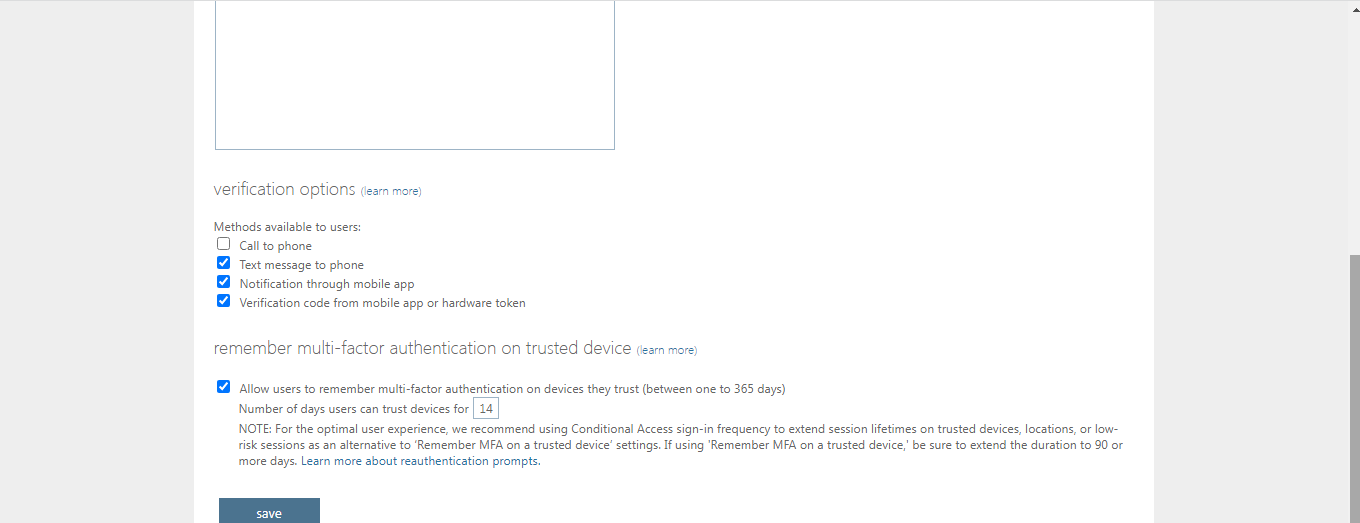 verification options (learn more)
Methods available to users:
Call to phone
Text message to phone
Notification through mobile app
Verification code from mobile app or hardware token
remember multi-factor authentication on trusted device (learn more)
Allow users to remember multi-factor authentication on devices they trust (between one to 365 days)
Number of days users can trust devices for 14
NOTE: For the optimal user experience, we recommend using Conditional Access sign-in frequency to extend session lifetimes on trusted devices, locations, or low-
risk sessions as an alternative to ‘Remember MFA on a trusted device’ settings. If using 'Remember MFA on a trusted device,' be sure to extend the duration to 90 or
more days. Learn more about reauthentication prompts.
save